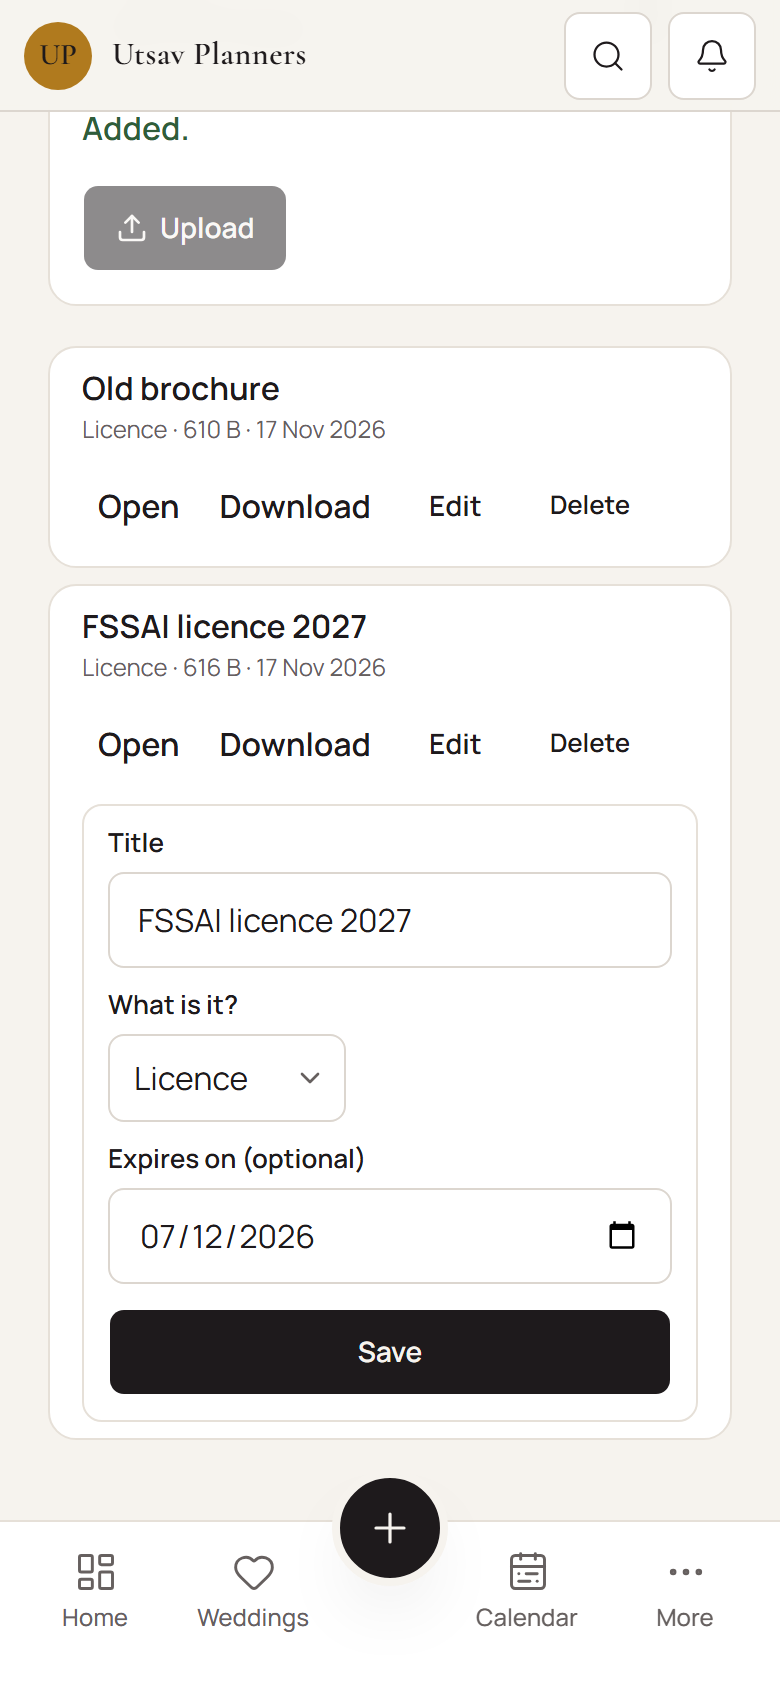 UP
Utsav Planners
Added.
Upload
Old brochure
Licence · 610 B · 17 Nov 2026
Open Download Edit Delete
FSSAI licence 2027
Licence · 616 B · 17 Nov 2026
Open Download Edit Delete
Title
FSSAI licence 2027
What is it?
Licence
Expires on (optional)
07/12/2026
Save
Home Weddings Calendar More